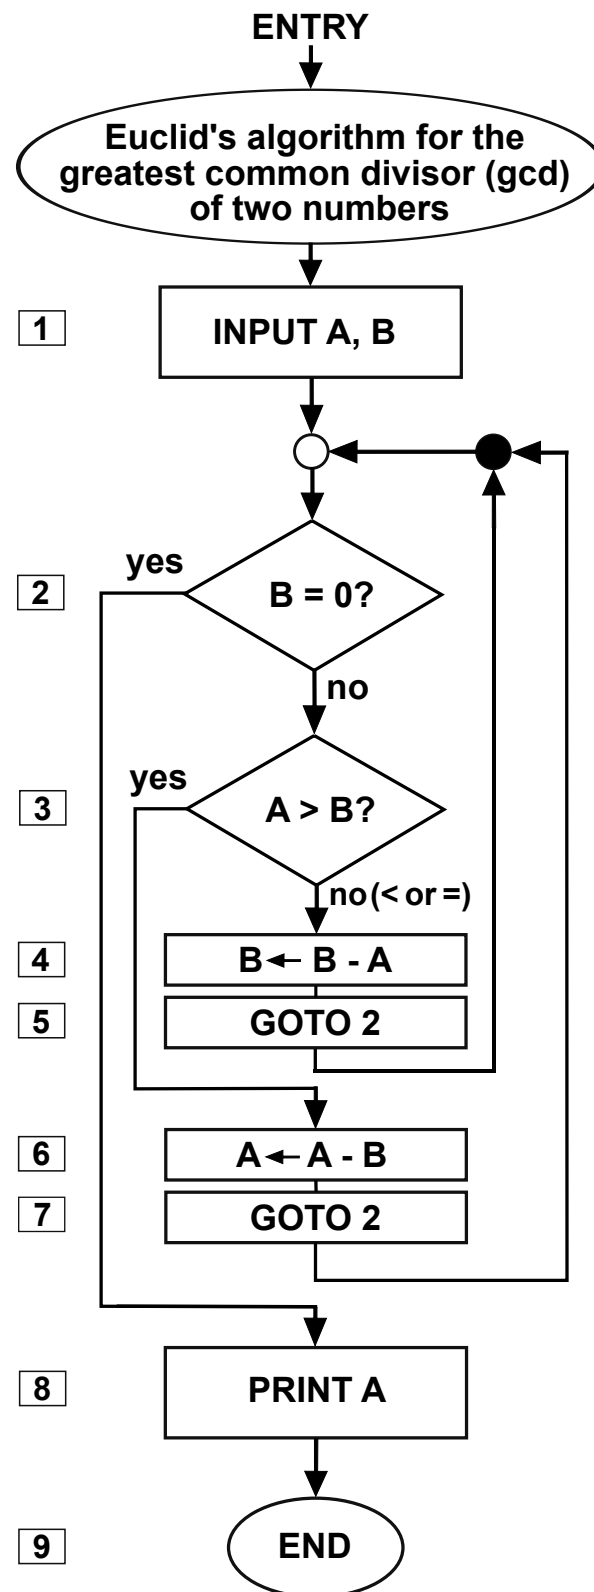 ENTRY
Euclid's algorithm for the
greatest common divisor (gcd)
of two numbers
1
INPUT A, B
yes
2
B = 0?
no
yes
3
A > B?
no (< or =)
4
B ← B - A
5
GOTO 2
6
A ← A - B
7
GOTO 2
8
PRINT A
9
END